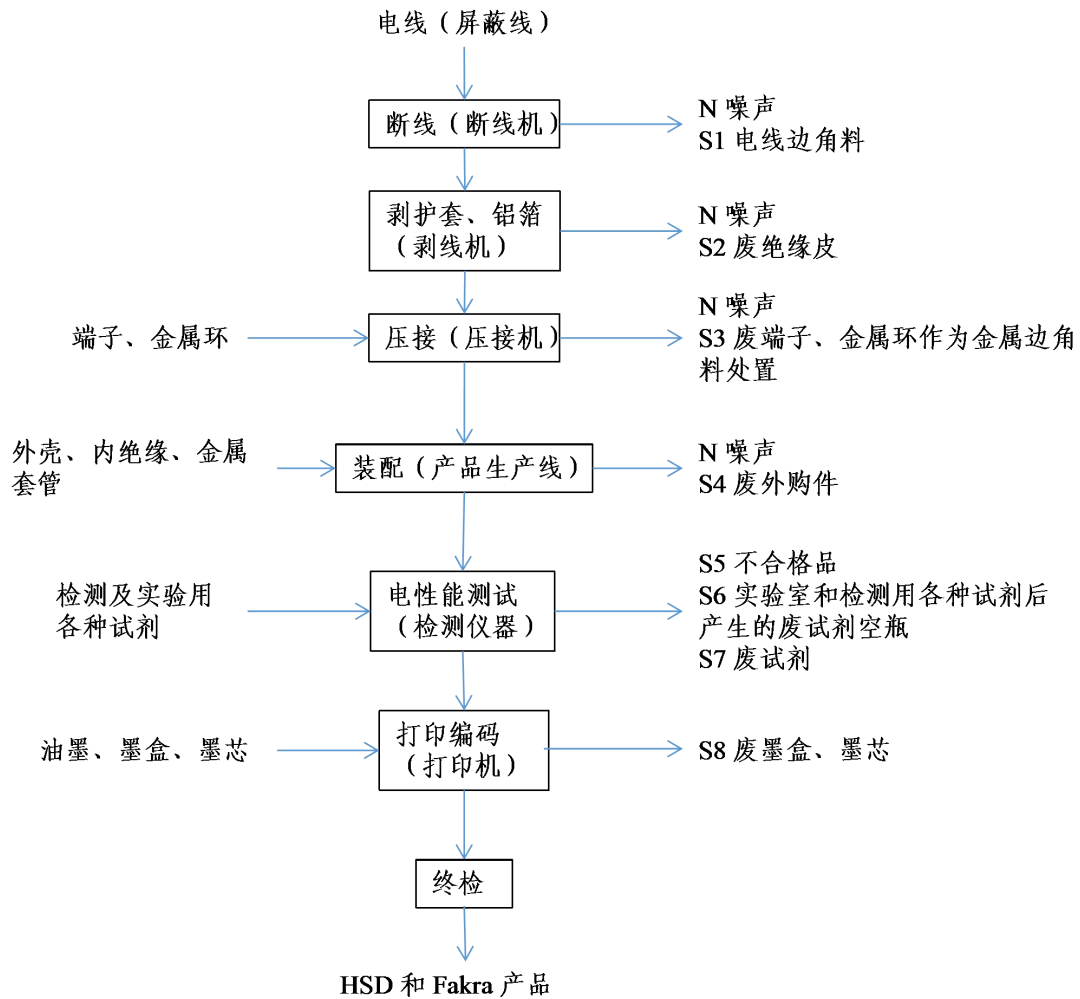 电线（屏蔽线）
断线（断线机）
N 噪声
S1 电线边角料
剥护套、铝箔
（剥线机）
N 噪声
S2 废绝缘皮
端子、金属环
压接（压接机）
N 噪声
S3 废端子、金属环作为金属边角
料处置
外壳、内绝缘、金属
套管
装配（产品生产线）
N 噪声
S4 废外购件
检测及实验用
各种试剂
电性能测试
（检测仪器）
S5 不合格品
S6 实验室和检测用各种试剂后
产生的废试剂空瓶
S7 废试剂
油墨、墨盒、墨芯
打印编码
（打印机）
S8 废墨盒、墨芯
终检
HSD 和 Fakra 产品